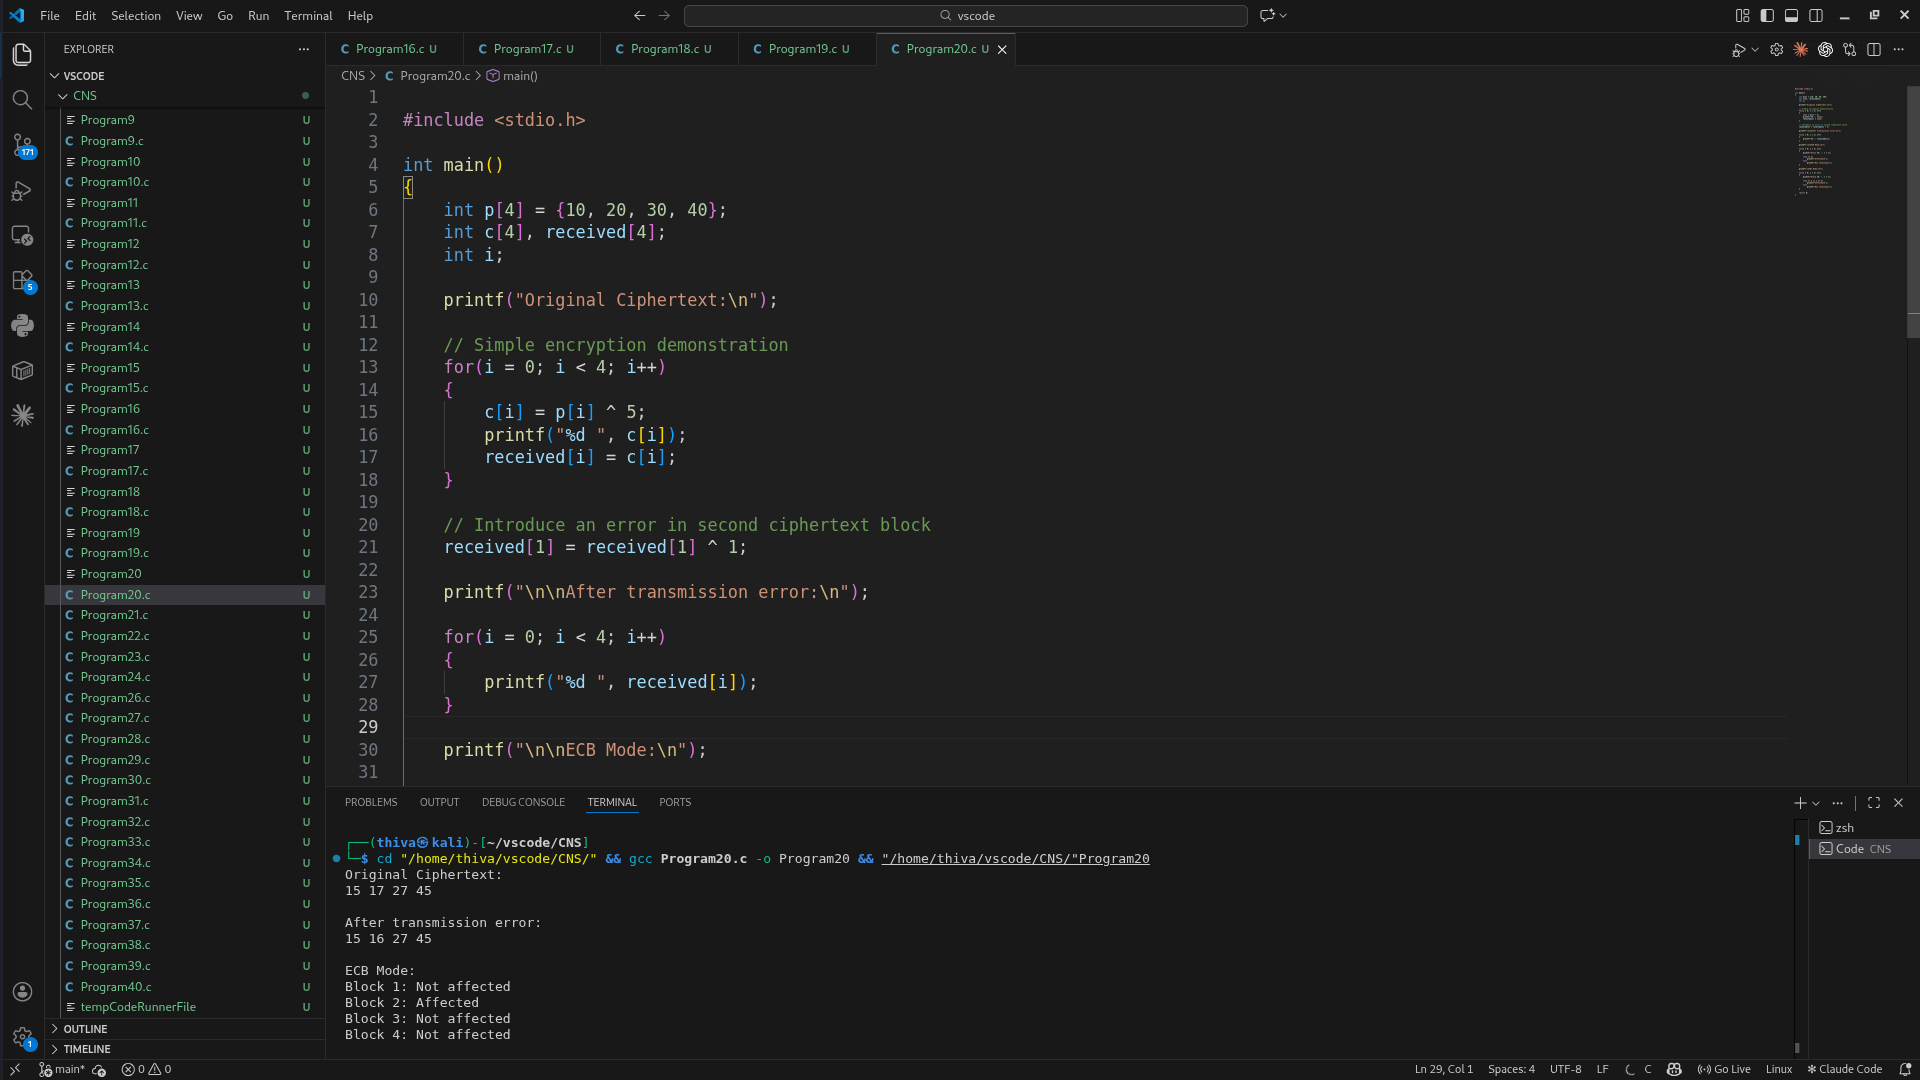 File Edit Selection View Go Run Terminal Help
vscode
EXPLORER
VSCODE
CNS
Program9 U
Program9.c U
Program10 U
Program10.c U
Program11 U
Program11.c U
Program12 U
Program12.c U
Program13 U
Program13.c U
Program14 U
Program14.c U
Program15 U
Program15.c U
Program16 U
Program16.c U
Program17 U
Program17.c U
Program18 U
Program18.c U
Program19 U
Program19.c U
Program20 U
Program20.c U
Program21.c U
Program22.c U
Program23.c U
Program24.c U
Program26.c U
Program27.c U
Program28.c U
Program29.c U
Program30.c U
Program31.c U
Program32.c U
Program33.c U
Program34.c U
Program35.c U
Program36.c U
Program37.c U
Program38.c U
Program39.c U
Program40.c U
tempCodeRunnerFile U
OUTLINE
TIMELINE
171
5
1
C Program16.c U C Program17.c U C Program18.c U C Program19.c U C Program20.c U
CNS > C Program20.c > main()
1
2 #include <stdio.h>
3
4 int main()
5 {
6 int p[4] = {10, 20, 30, 40};
7 int c[4], received[4];
8 int i;
9
10 printf("Original Ciphertext:\n");
11
12 // Simple encryption demonstration
13 for(i = 0; i < 4; i++)
14 {
15 c[i] = p[i] ^ 5;
16 printf("%d ", c[i]);
17 received[i] = c[i];
18 }
19
20 // Introduce an error in second ciphertext block
21 received[1] = received[1] ^ 1;
22
23 printf("\n\nAfter transmission error:\n");
24
25 for(i = 0; i < 4; i++)
26 {
27 printf("%d ", received[i]);
28 }
29
30 printf("\n\nECB Mode:\n");
31
PROBLEMS OUTPUT DEBUG CONSOLE TERMINAL PORTS
┌──(thiva㉿kali)-[~/vscode/CNS]
└─$ cd "/home/thiva/vscode/CNS/" && gcc Program20.c -o Program20 && "/home/thiva/vscode/CNS/"Program20
Original Ciphertext:
15 17 27 45
After transmission error:
15 16 27 45
ECB Mode:
Block 1: Not affected
Block 2: Affected
Block 3: Not affected
Block 4: Not affected
zsh
Code CNS
main* 0 0 Ln 29, Col 1 Spaces: 4 UTF-8 LF C Go Live Linux Claude Code